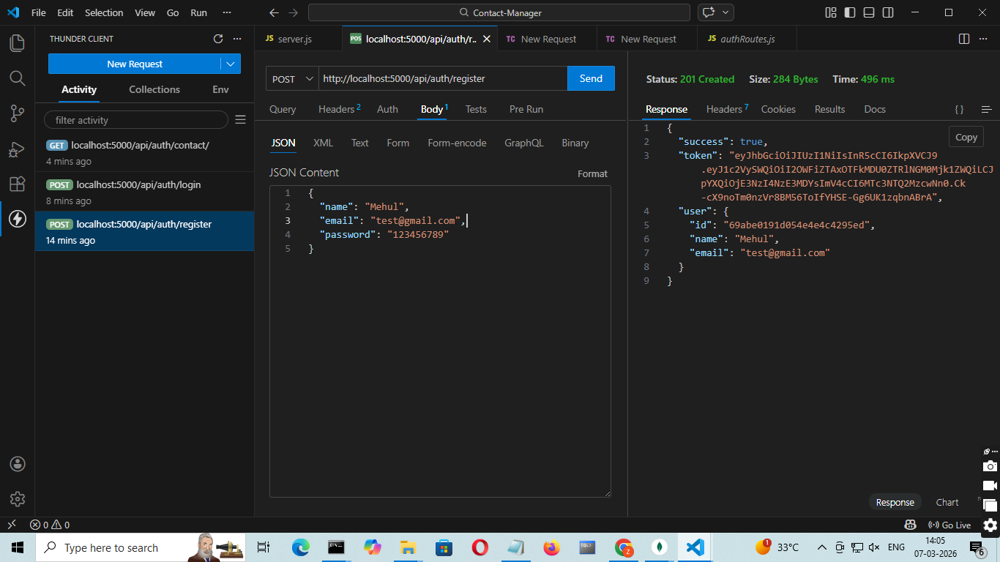 File Edit Selection View Go Run ···
Contact-Manager
THUNDER CLIENT
New Request
Activity Collections Env
filter activity
GET localhost:5000/api/auth/contact/
4 mins ago
POST localhost:5000/api/auth/login
8 mins ago
POST localhost:5000/api/auth/register
14 mins ago
JS server.js
POS localhost:5000/api/auth/r..
TC New Request
TC New Request
JS authRoutes.js
POST http://localhost:5000/api/auth/register Send
Query Headers 2 Auth Body 1 Tests Pre Run
JSON XML Text Form Form-encode GraphQL Binary
JSON Content Format
1 {
2 "name": "Mehul",
3 "email": "test@gmail.com",
4 "password": "123456789"
5 }
Status: 201 Created Size: 284 Bytes Time: 496 ms
Response Headers 7 Cookies Results Docs { }
Copy
1 {
2 "success": true,
3 "token": "eyJhbGciOiJIUzI1NiIsInR5cCI6IkpXVCJ9
.eyJ1c2VySWQiOiI2OWFiZTAxOTFkMDU0ZTRlNGM0Mjk1ZWQiLCJ
pYXQiOjE3NzI4NzE3MDYsImV4cCI6MTc3NTQ2MzcwNn0.Ck
-cX9noTm0nzVr8BM56ToIfYHSE-Gg6UK1zqbnABrA",
4 "user": {
5 "id": "69abe0191d054e4e4c4295ed",
6 "name": "Mehul",
7 "email": "test@gmail.com"
8 }
9 }
Response Chart
0 0
Go Live
Type here to search
SQL
Z
1
33°C
ENG
14:05
07-03-2026
6